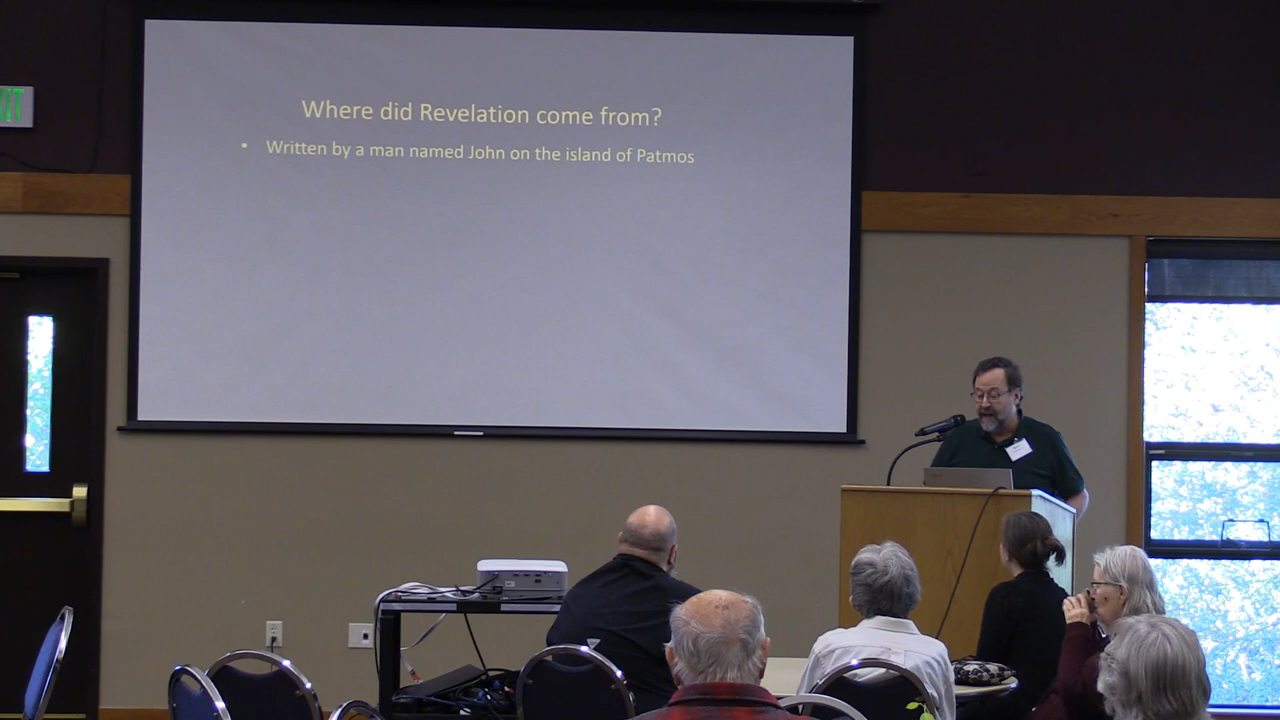 Where did Revelation come from?
• Written by a man named John on the island of Patmos